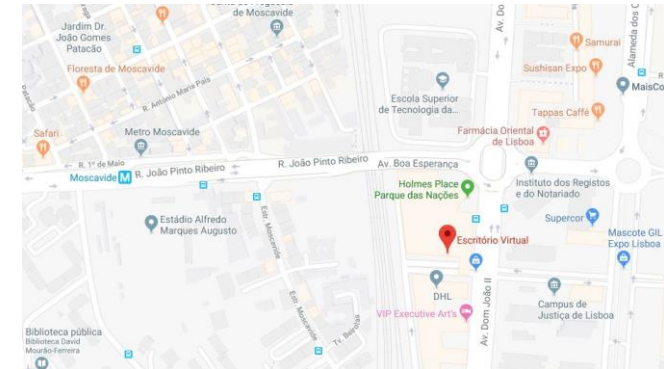 de Moscavide
Jardim Dr.
João Gomes
Patacão
Floresta de Moscavide
R. António Maria Pais
Safari
Metro Moscavide
R. 1º de Maio
Moscavide M
R. João Pinto Ribeiro
R. João Pinto Ribeiro
Av. Boa Esperança
Escola Superior
de Tecnologia da...
Samurai
Sushisan Expo
MaisCo
Tappas Caffé
Farmácia Oriental
de Lisboa
Alameda dos
Av. Do
Holmes Place
Parque das Nações
Instituto dos Registos
e do Notariado
Supercor
Mascote GIL
Expo Lisboa
Escritório Virtual
Estádio Alfredo
Marques Augusto
Estr. Moscavide
Estr. Moscavide
Tv. Beirolas
DHL
VIP Executive Art's
Av. Dom João II
Campus de
Justiça de Lisboa
Biblioteca pública
Biblioteca David
Mourão-Ferreira